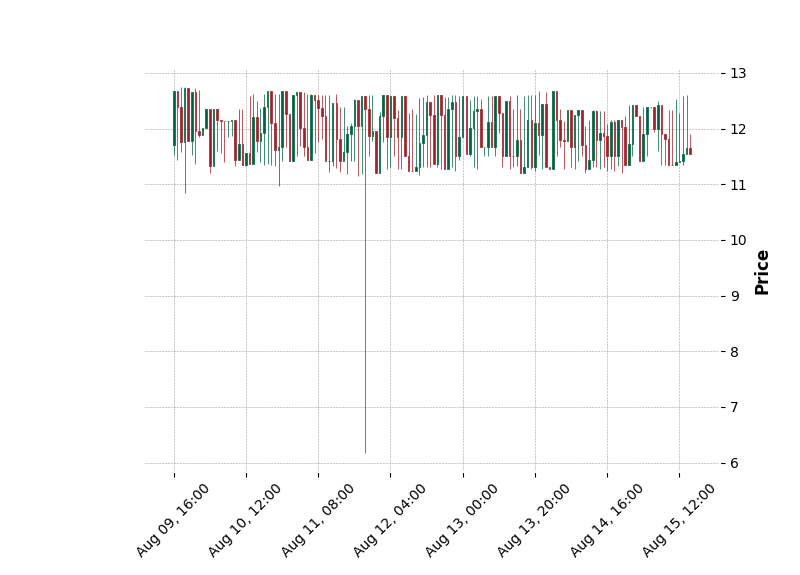 13
12
11
10
9
8
7
6
Price
Aug 09, 16:00
Aug 10, 12:00
Aug 11, 08:00
Aug 12, 04:00
Aug 13, 00:00
Aug 13, 20:00
Aug 14, 16:00
Aug 15, 12:00